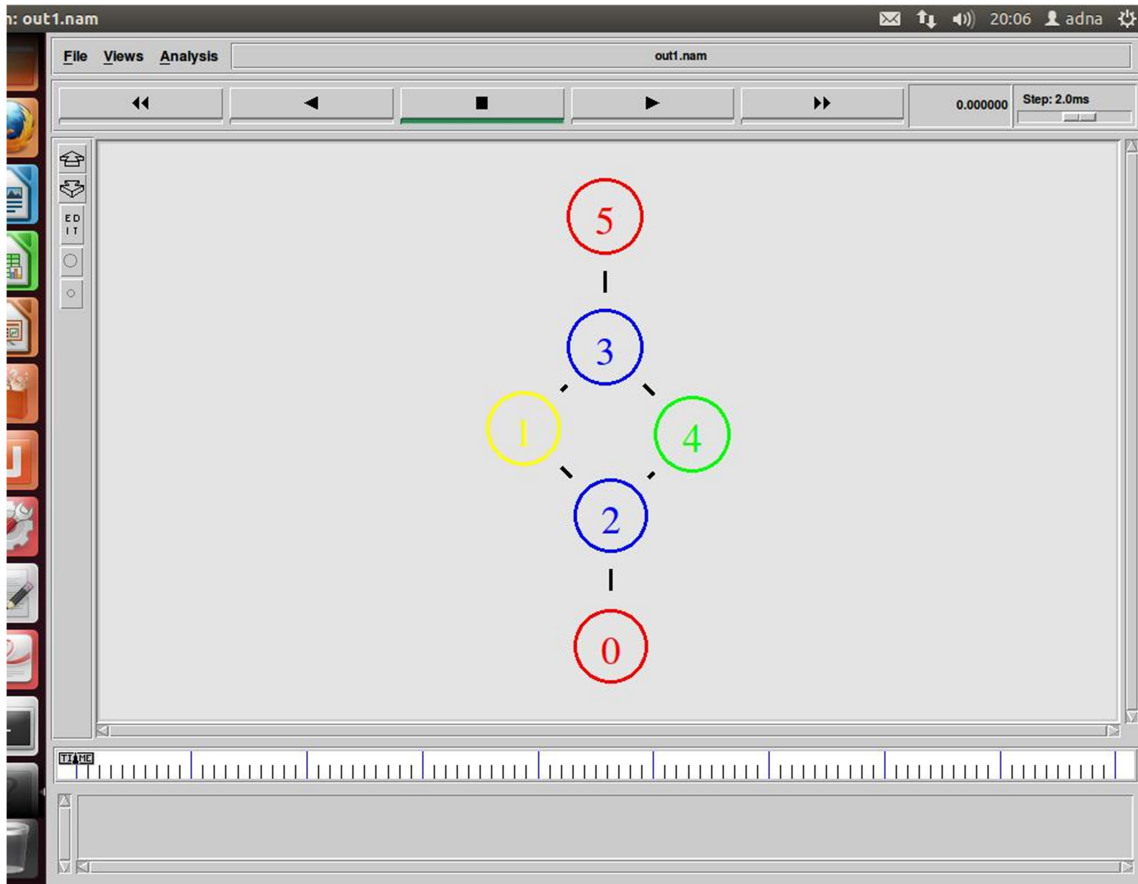 n: out1.nam
20:06 adna
File Views Analysis out1.nam
0.000000 Step: 2.0ms
E D
I T
5
3
1
4
2
0
TIME